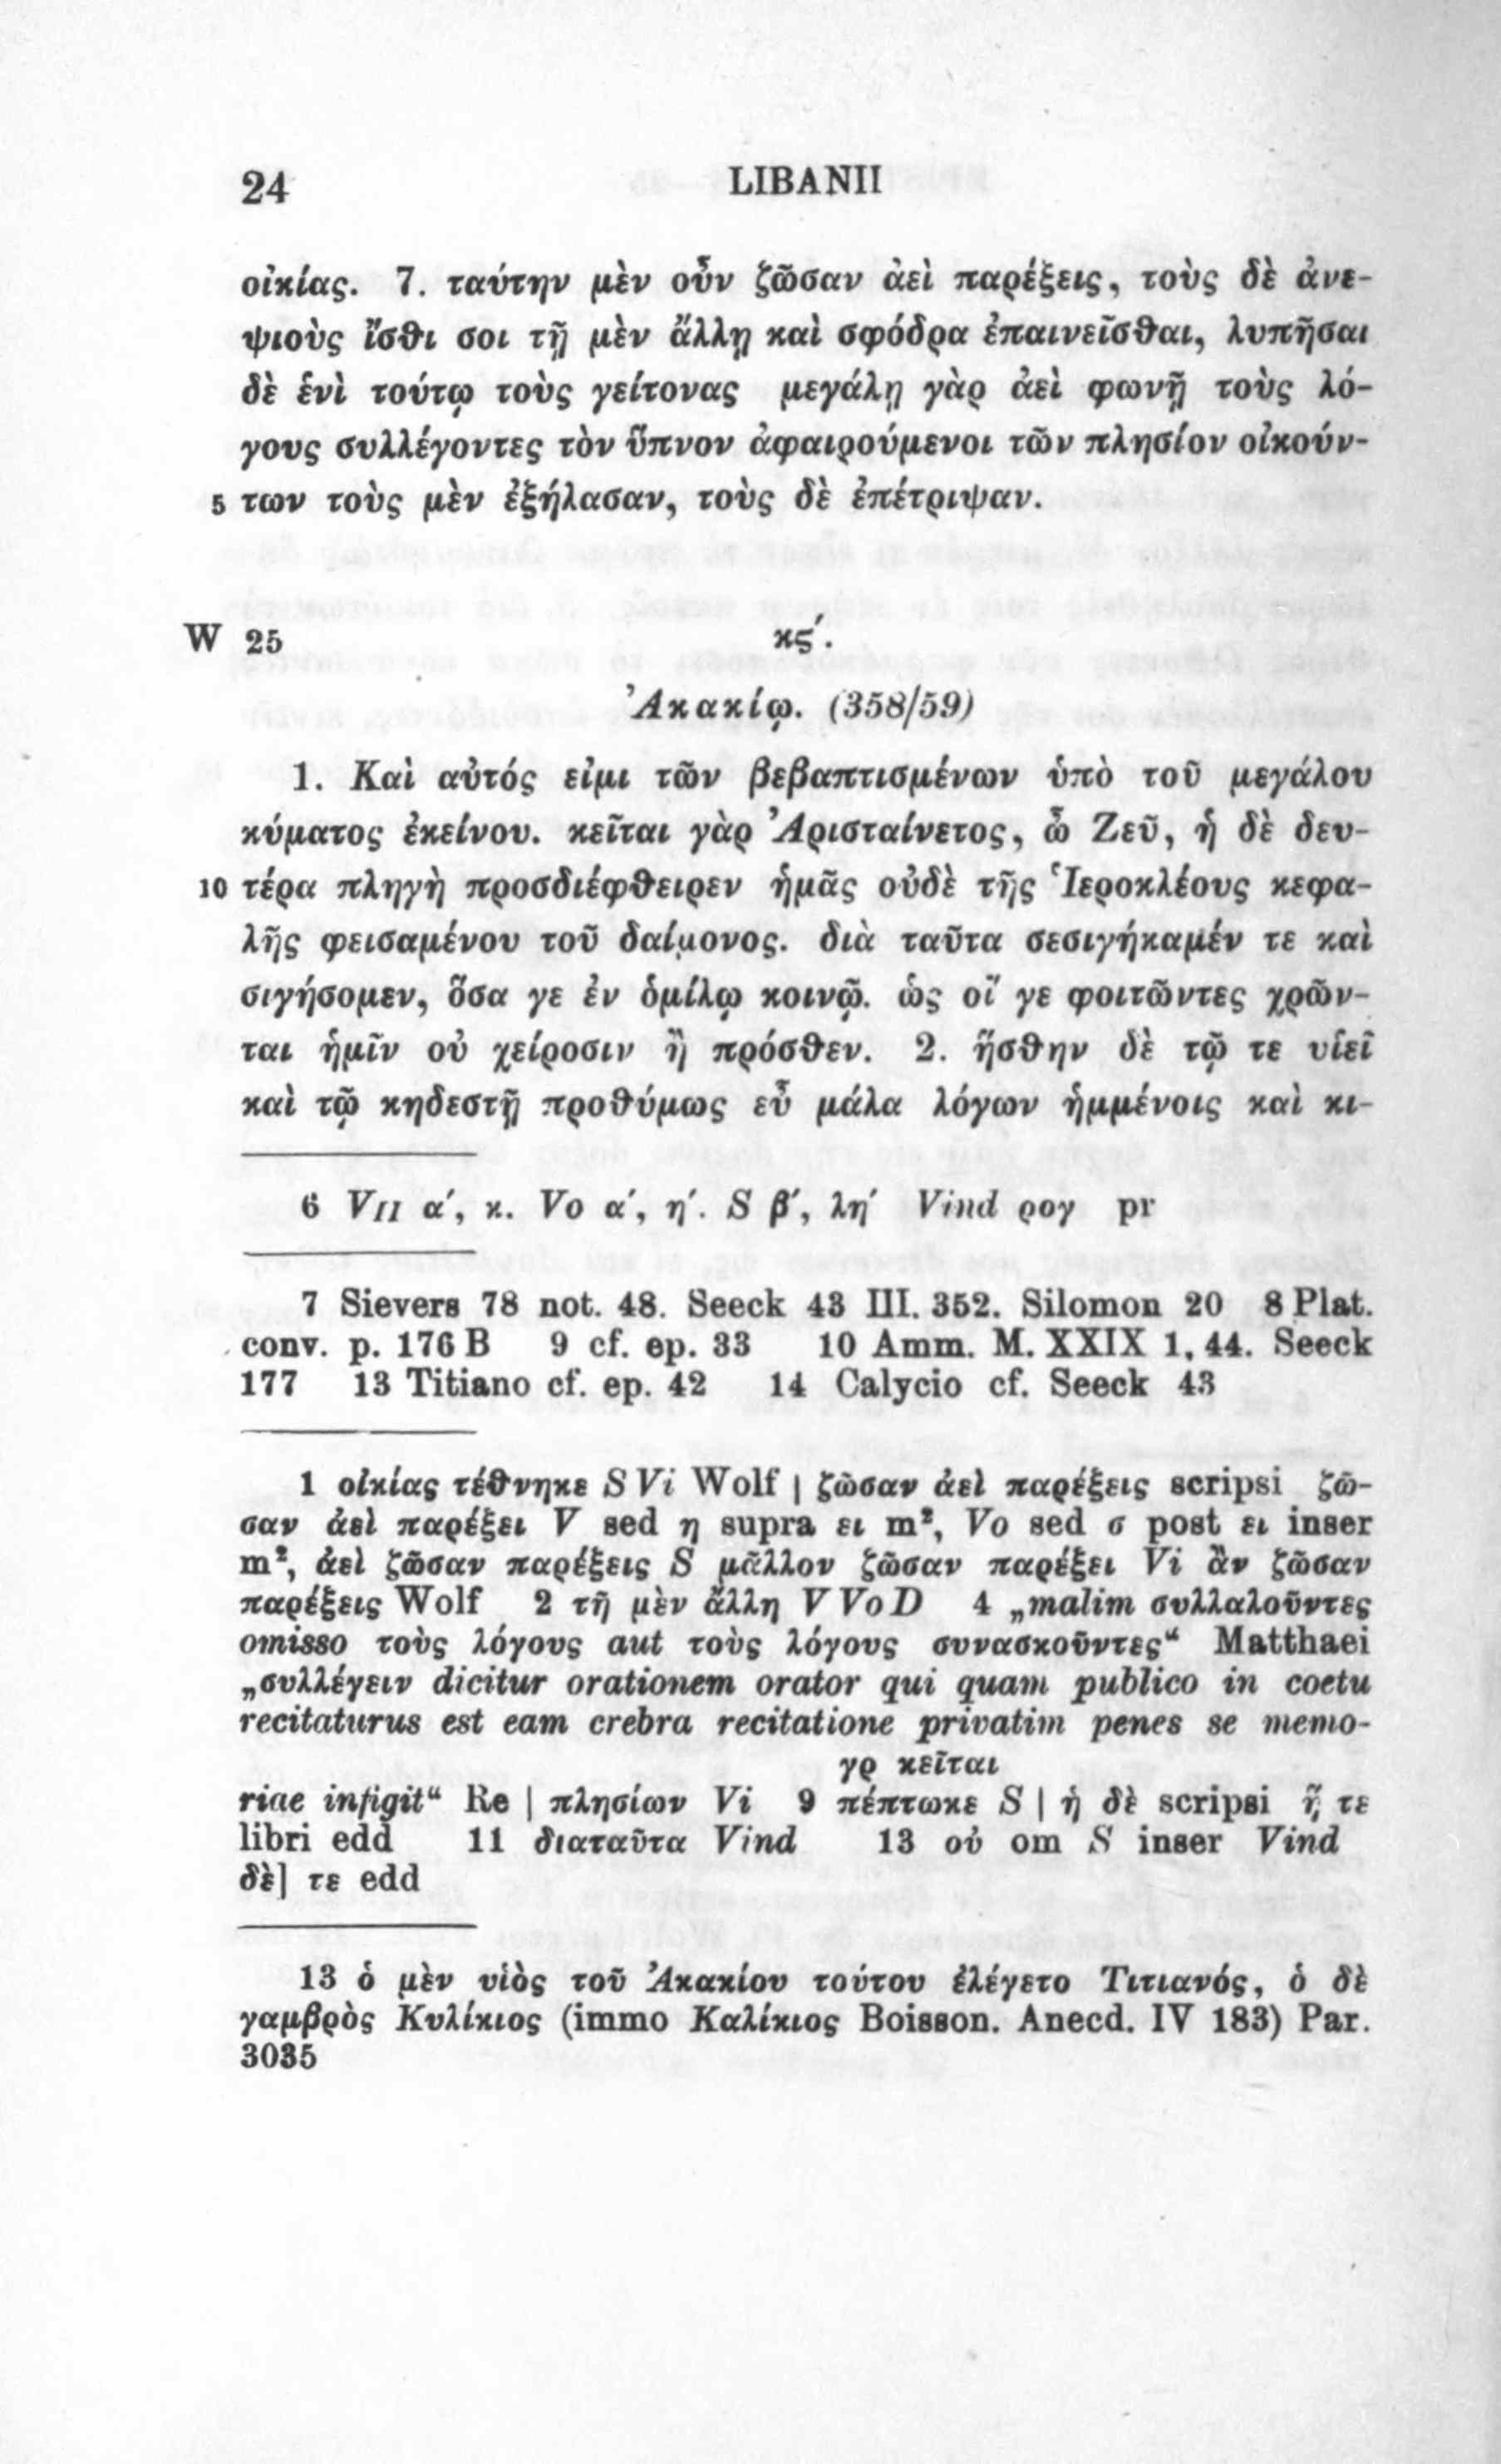 24 LIBANII
οἰκίας. 7. ταύτην μὲν οὖν ζῶσαν ἀεὶ παρέξεις, τοὺς δὲ ἀνε-
ψιοὺς ἴσθι σοι τῇ μὲν ἄλλῃ καὶ σφόδρα ἐπαινεῖσθαι, λυπῆσαι
δὲ ἑνὶ τούτῳ τοὺς γείτονας μεγάλῃ γὰρ ἀεὶ φωνῇ τοὺς λό-
γους συλλέγοντες τὸν ὕπνον ἀφαιρούμενοι τῶν πλησίον οἰκούν-
5 των τοὺς μὲν ἐξήλασαν, τοὺς δὲ ἐπέτριψαν.
W 25 κς΄.
Ἀκακίῳ. (358/59)
1. Καὶ αὐτός εἰμι τῶν βεβαπτισμένων ὑπὸ τοῦ μεγάλου
κύματος ἐκείνου. κεῖται γὰρ Ἀρισταίνετος, ὦ Ζεῦ, ἡ δὲ δευ-
10 τέρα πληγὴ προσδιέφθειρεν ἡμᾶς οὐδὲ τῆς Ἱεροκλέους κεφα-
λῆς φεισαμένου τοῦ δαίμονος. διὰ ταῦτα σεσιγήκαμέν τε καὶ
σιγήσομεν, ὅσα γε ἐν ὁμίλῳ κοινῷ. ὡς οἵ γε φοιτῶντες χρῶν-
ται ἡμῖν οὐ χείροσιν ἢ πρόσθεν. 2. ἥσθην δὲ τῷ τε υἱεῖ
καὶ τῷ κηδεστῇ προθύμως εὖ μάλα λόγων ἡμμένοις καὶ κι-
6 VII α΄, κ. Vo α΄, η΄. S β΄, λη΄ Vind ρογ pr
7 Sievers 78 not. 48. Seeck 43 III. 352. Silomon 20 8 Plat.
conv. p. 176 B 9 cf. ep. 33 10 Amm. M. XXIX 1, 44. Seeck
177 13 Titiano cf. ep. 42 14 Calycio cf. Seeck 43
1 οἰκίας τέθνηκε S Vi Wolf | ζῶσαν ἀεὶ παρέξεις scripsi ζῶ-
σαν ἀεὶ παρέξει V sed η supra ει m², Vo sed σ post ει inser
m², ἀεὶ ζῶσαν παρέξεις S μᾶλλον ζῶσαν παρέξει Vi ἂν ζῶσαν
παρέξεις Wolf 2 τῆ μὲν ἄλλη V Vo D 4 „malim συλλαλοῦντες
omisso τοὺς λόγους aut τοὺς λόγους συνασκοῦντες“ Matthaei
„συλλέγειν dicitur orationem orator qui quam publico in coetu
recitaturus est eam crebra recitatione privatim penes se memo-
γρ κεῖται
riae infigit“ Re | πλησίων Vi 9 πέπτωκε S | ἡ δὲ scripsi ἥ τε
libri edd 11 διαταῦτα Vind 13 οὐ om S inser Vind
δὲ] τε edd
13 ὁ μὲν υἱὸς τοῦ Ἀκακίου τούτου ἐλέγετο Τιτιανός, ὁ δὲ
γαμβρὸς Κυλίκιος (immo Καλίκιος Boisson. Anecd. IV 183) Par.
3035